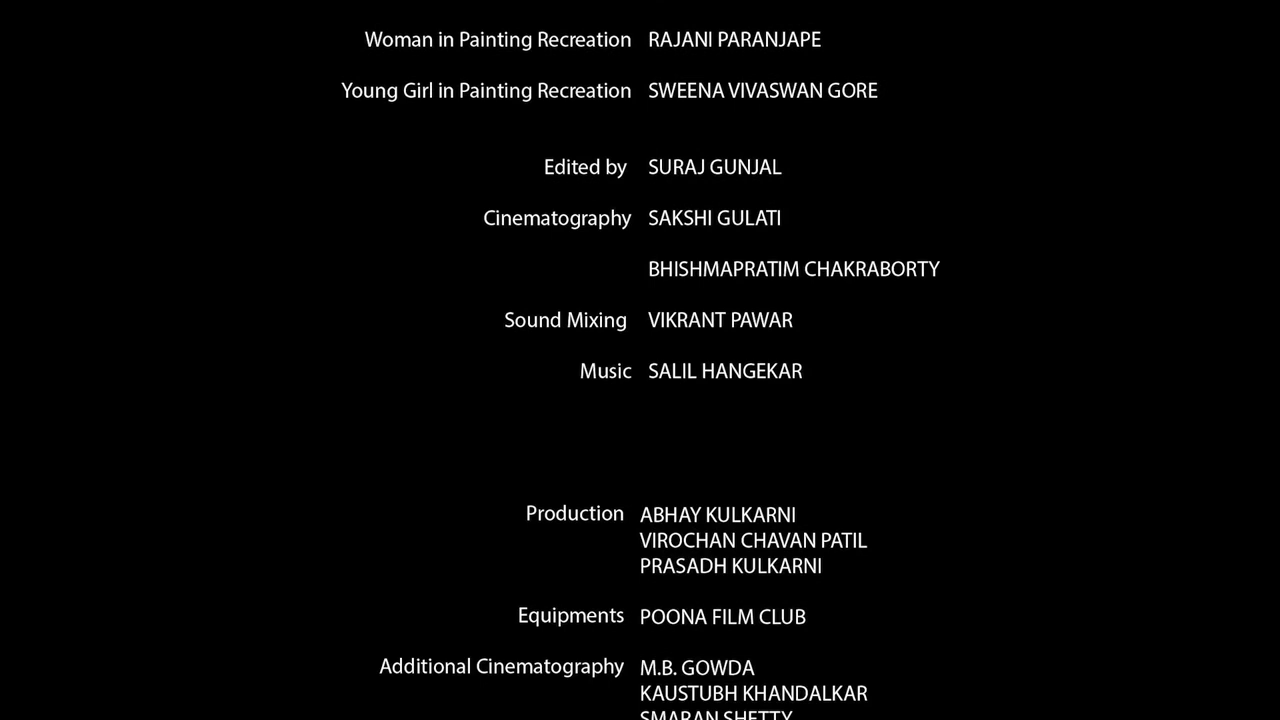 Woman in Painting Recreation RAJANI PARANJAPE
Young Girl in Painting Recreation SWEENA VIVASWAN GORE
Edited by SURAJ GUNJAL
Cinematography SAKSHI GULATI
BHISHMAPRATIM CHAKRABORTY
Sound Mixing VIKRANT PAWAR
Music SALIL HANGEKAR
Production ABHAY KULKARNI
VIROCHAN CHAVAN PATIL
PRASADH KULKARNI
Equipments POONA FILM CLUB
Additional Cinematography M.B. GOWDA
KAUSTUBH KHANDALKAR
SMARAN SHETTY